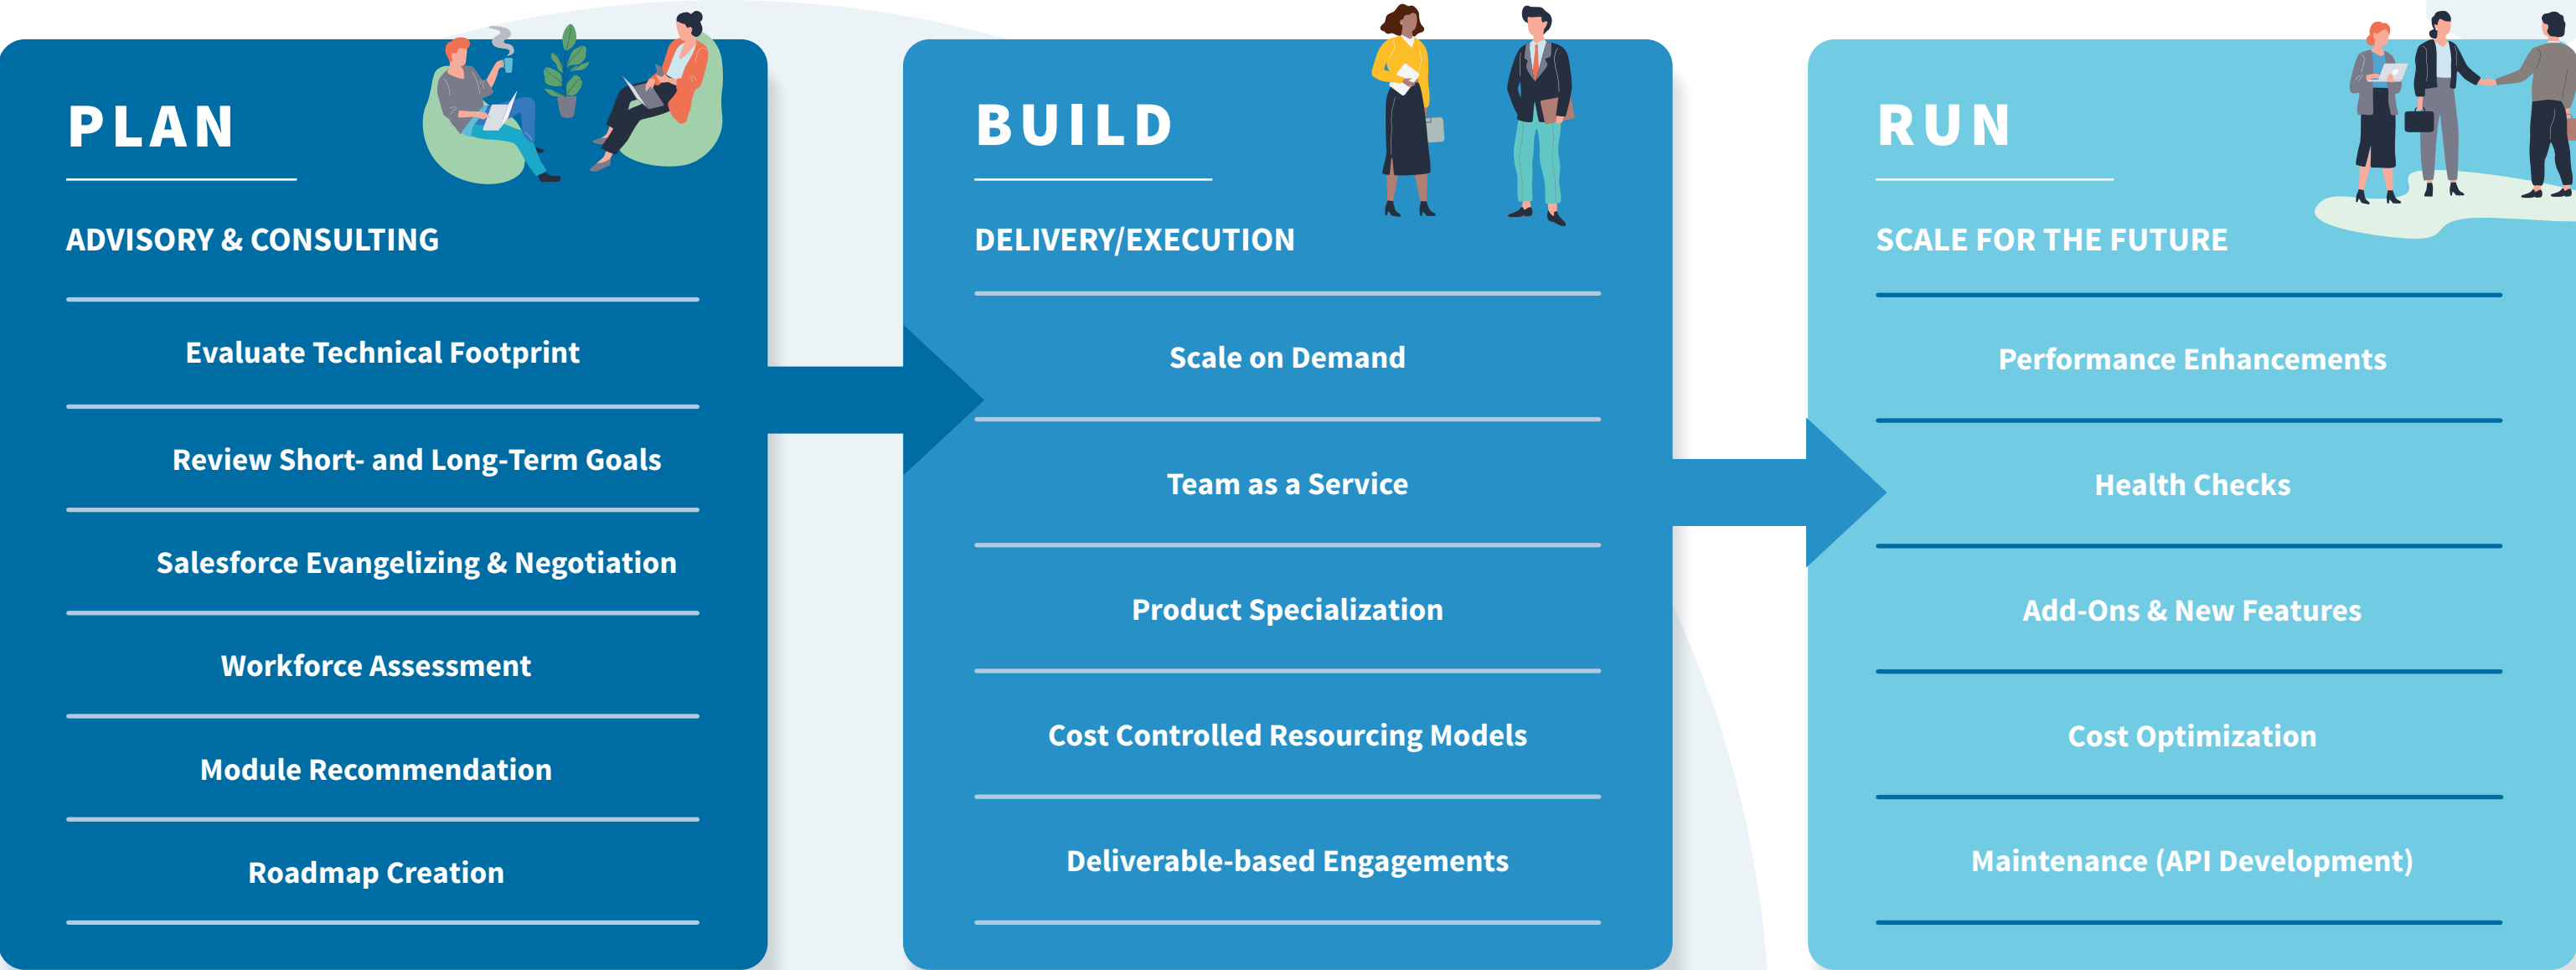 PLAN
ADVISORY & CONSULTING
Evaluate Technical Footprint
Review Short- and Long-Term Goals
Salesforce Evangelizing & Negotiation
Workforce Assessment
Module Recommendation
Roadmap Creation
BUILD
DELIVERY/EXECUTION
Scale on Demand
Team as a Service
Product Specialization
Cost Controlled Resourcing Models
Deliverable-based Engagements
RUN
SCALE FOR THE FUTURE
Performance Enhancements
Health Checks
Add-Ons & New Features
Cost Optimization
Maintenance (API Development)